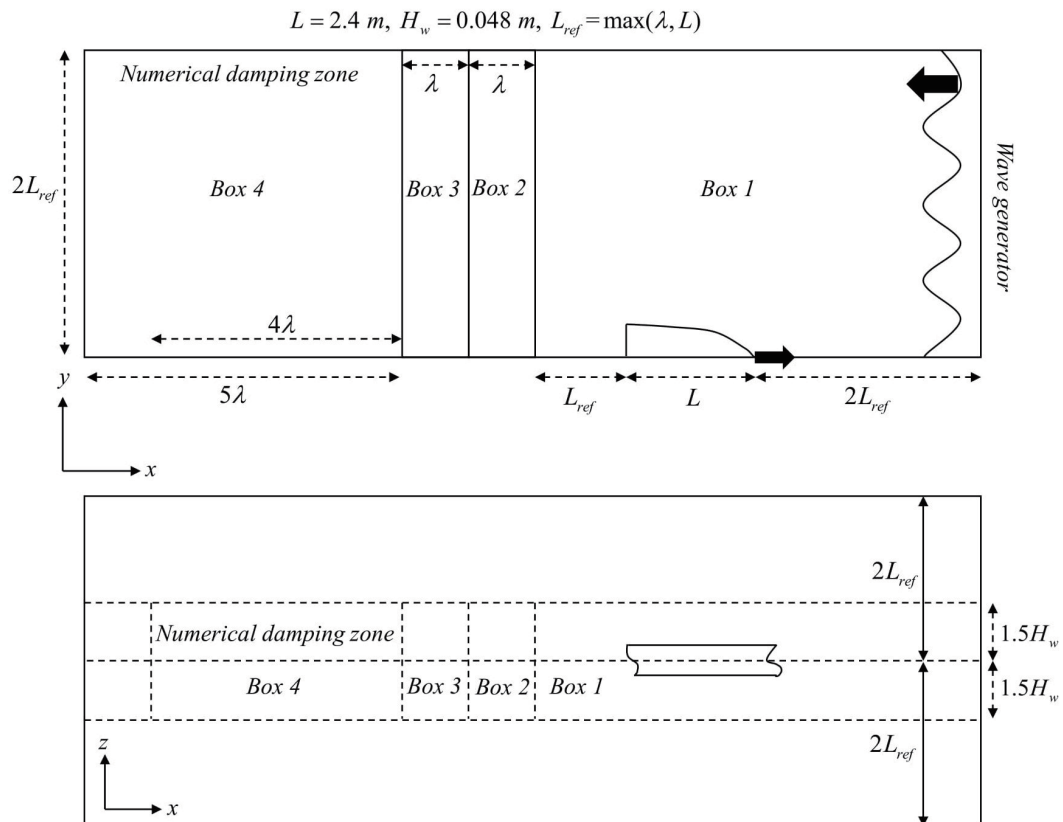 L = 2.4 m, H_w = 0.048 m, L_ref = max(λ, L)
Numerical damping zone
λ
λ
2L_ref
Box 4
Box 3
Box 2
Box 1
Wave generator
4λ
y
5λ
L_ref
L
2L_ref
x
2L_ref
1.5H_w
Numerical damping zone
Box 4
Box 3
Box 2
Box 1
1.5H_w
z
2L_ref
x